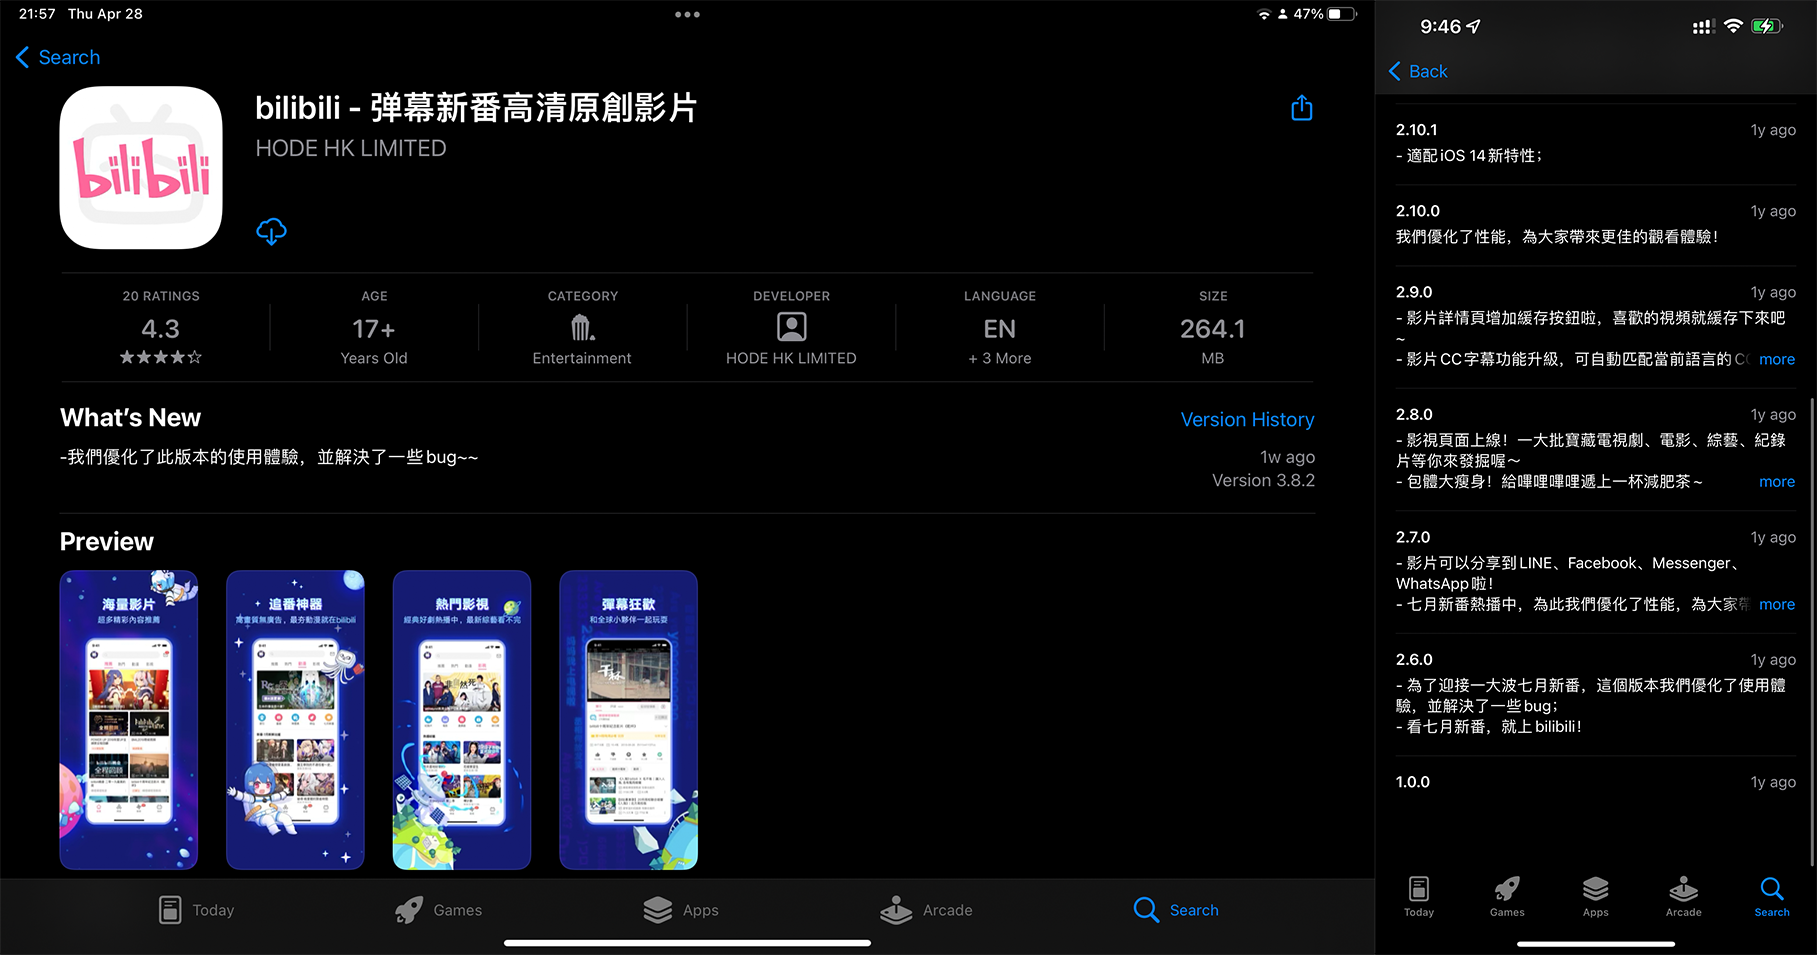 21:57 Thu Apr 28
47%
Search
bilibili - 弹幕新番高清原創影片
HODE HK LIMITED
bilibili
20 RATINGS
4.3
AGE
17+
Years Old
CATEGORY
Entertainment
DEVELOPER
HODE HK LIMITED
LANGUAGE
EN
+ 3 More
SIZE
264.1
MB
What's New
Version History
-我們優化了此版本的使用體驗，並解決了一些bug~~
1w ago
Version 3.8.2
Preview
海量影片
超多精彩內容推薦
追番神器
高畫質無廣告，最夯動漫就在bilibili
熱門影視
經典好劇熱播中，最新綜藝看不完
彈幕狂歡
和全球小夥伴一起玩耍
Today
Games
Apps
Arcade
Search
9:46
Back
2.10.1
1y ago
- 適配iOS 14新特性；
2.10.0
1y ago
我們優化了性能，為大家帶來更佳的觀看體驗！
2.9.0
1y ago
- 影片詳情頁增加緩存按鈕啦，喜歡的視頻就緩存下來吧
~
- 影片CC字幕功能升級，可自動匹配當前語言的CC more
2.8.0
1y ago
- 影視頁面上線！一大批寶藏電視劇、電影、綜藝、紀錄
片等你來發掘喔～
- 包體大瘦身！給嗶哩嗶哩遞上一杯減肥茶~ more
2.7.0
1y ago
- 影片可以分享到LINE、Facebook、Messenger、
WhatsApp啦！
- 七月新番熱播中，為此我們優化了性能，為大家帶 more
2.6.0
1y ago
- 為了迎接一大波七月新番，這個版本我們優化了使用體
驗，並解決了一些bug；
- 看七月新番，就上bilibili！
1.0.0
1y ago
Today
Games
Apps
Arcade
Search